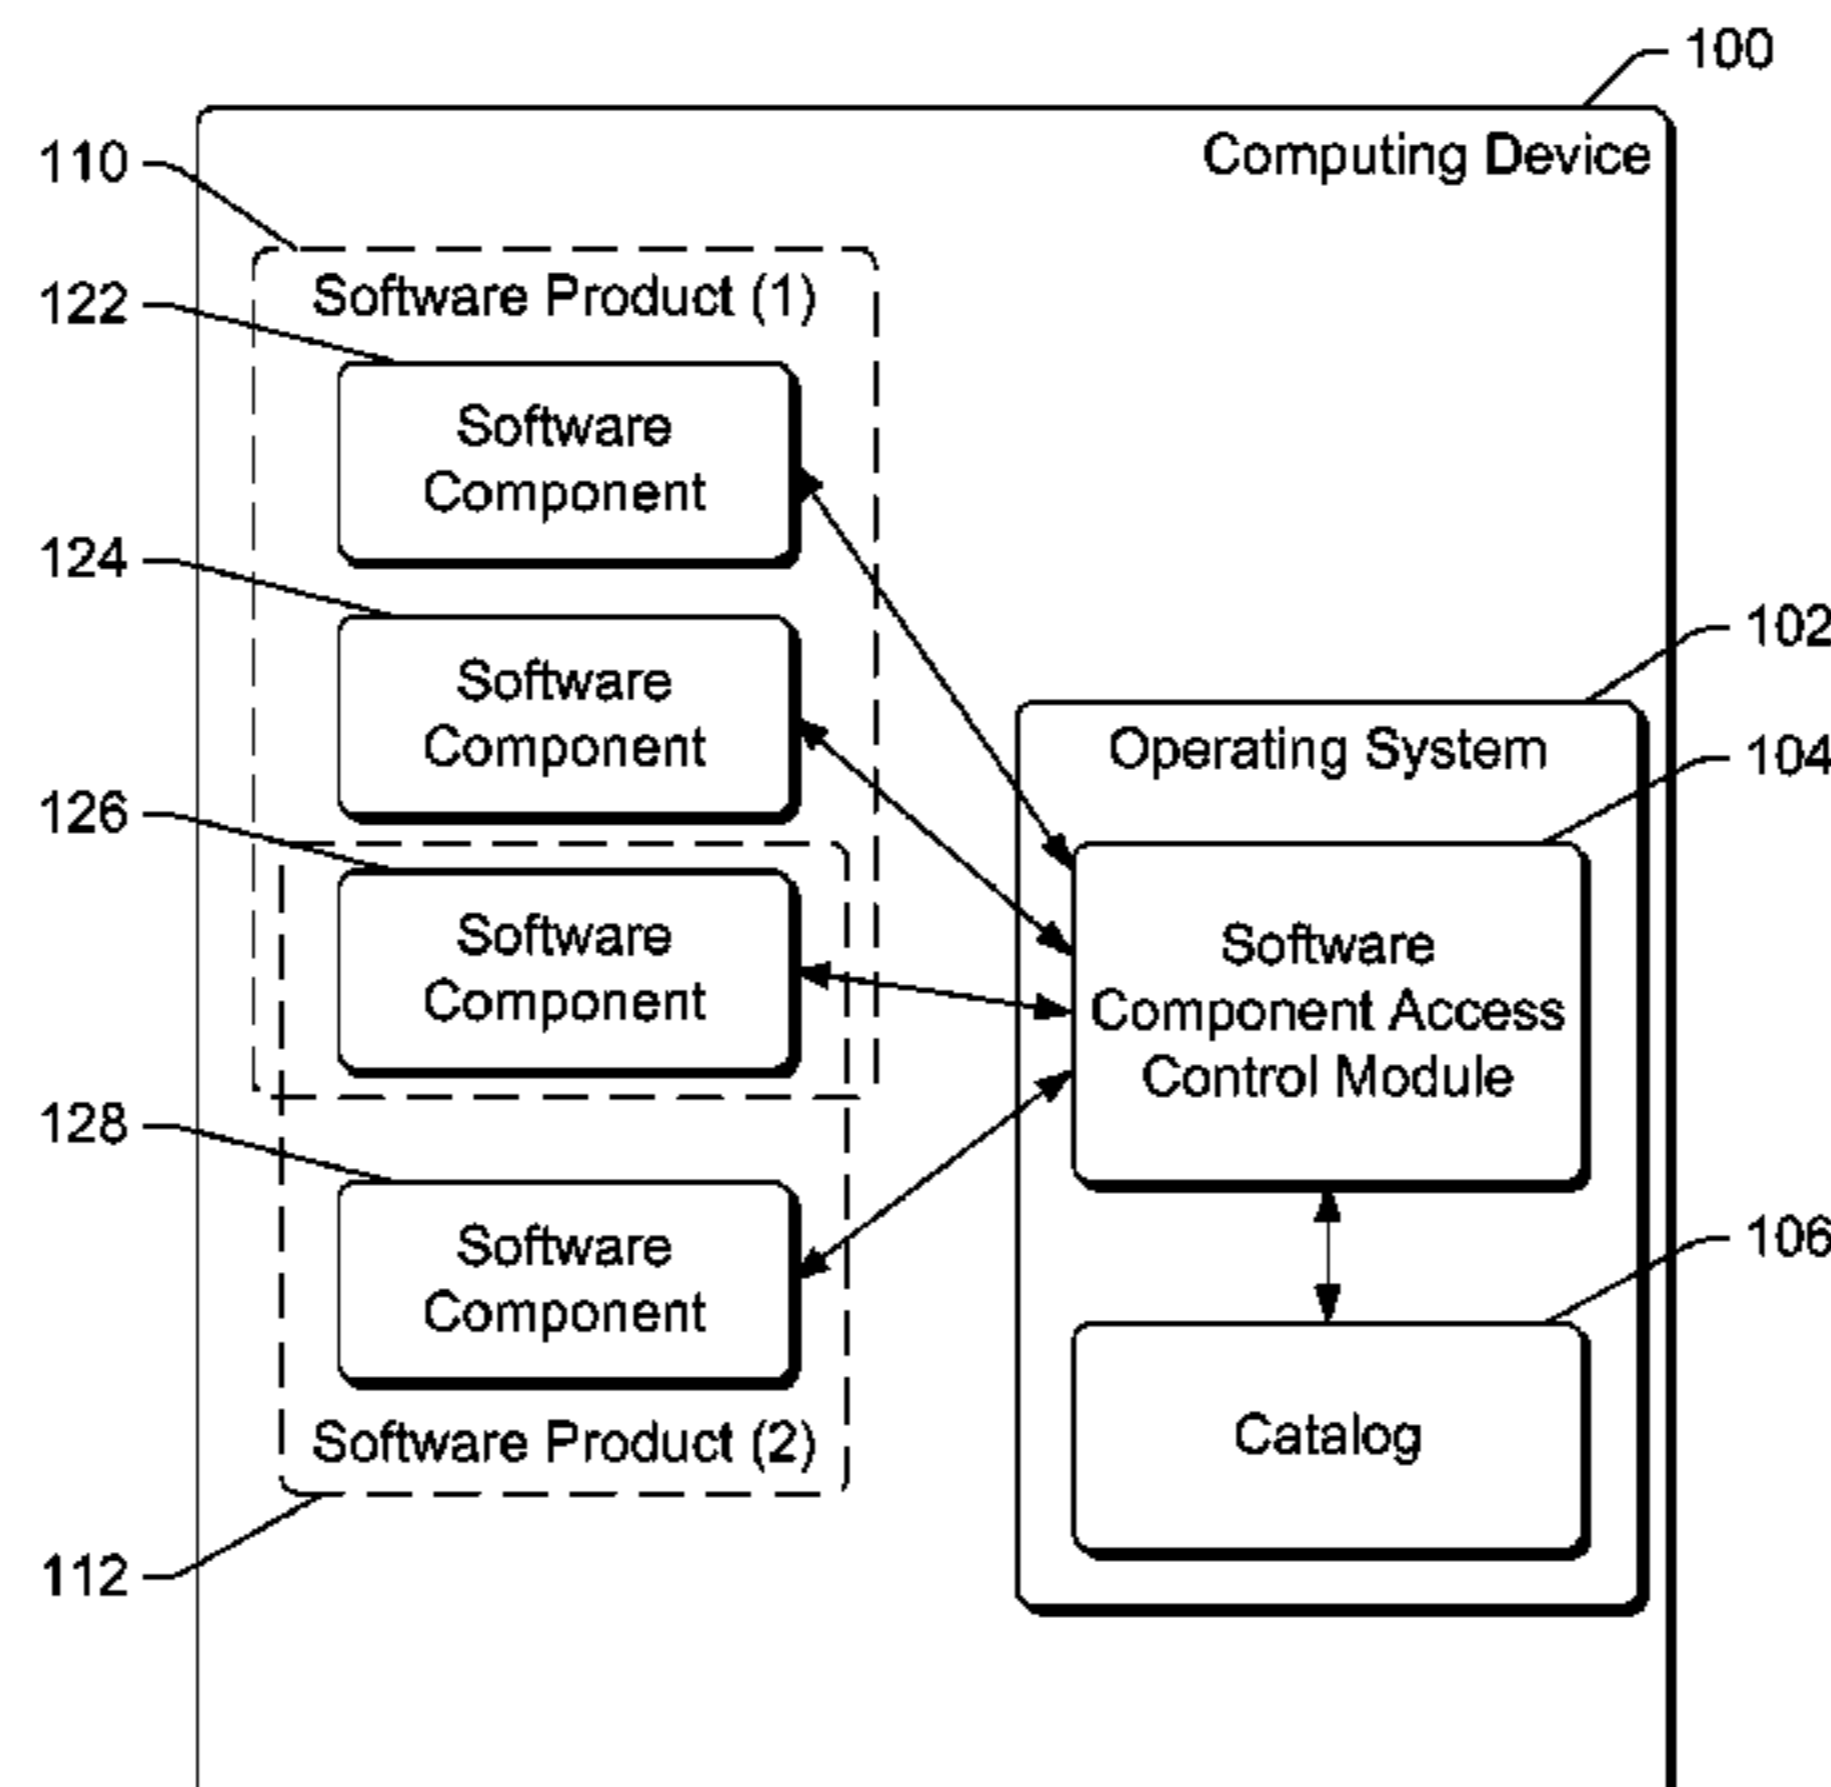 100
Computing Device
110
Software Product (1)
122
Software
Component
124
Software
Component
102
Operating System
104
126
Software
Component
Software
Component Access
Control Module
128
Software
Component
106
Catalog
Software Product (2)
112